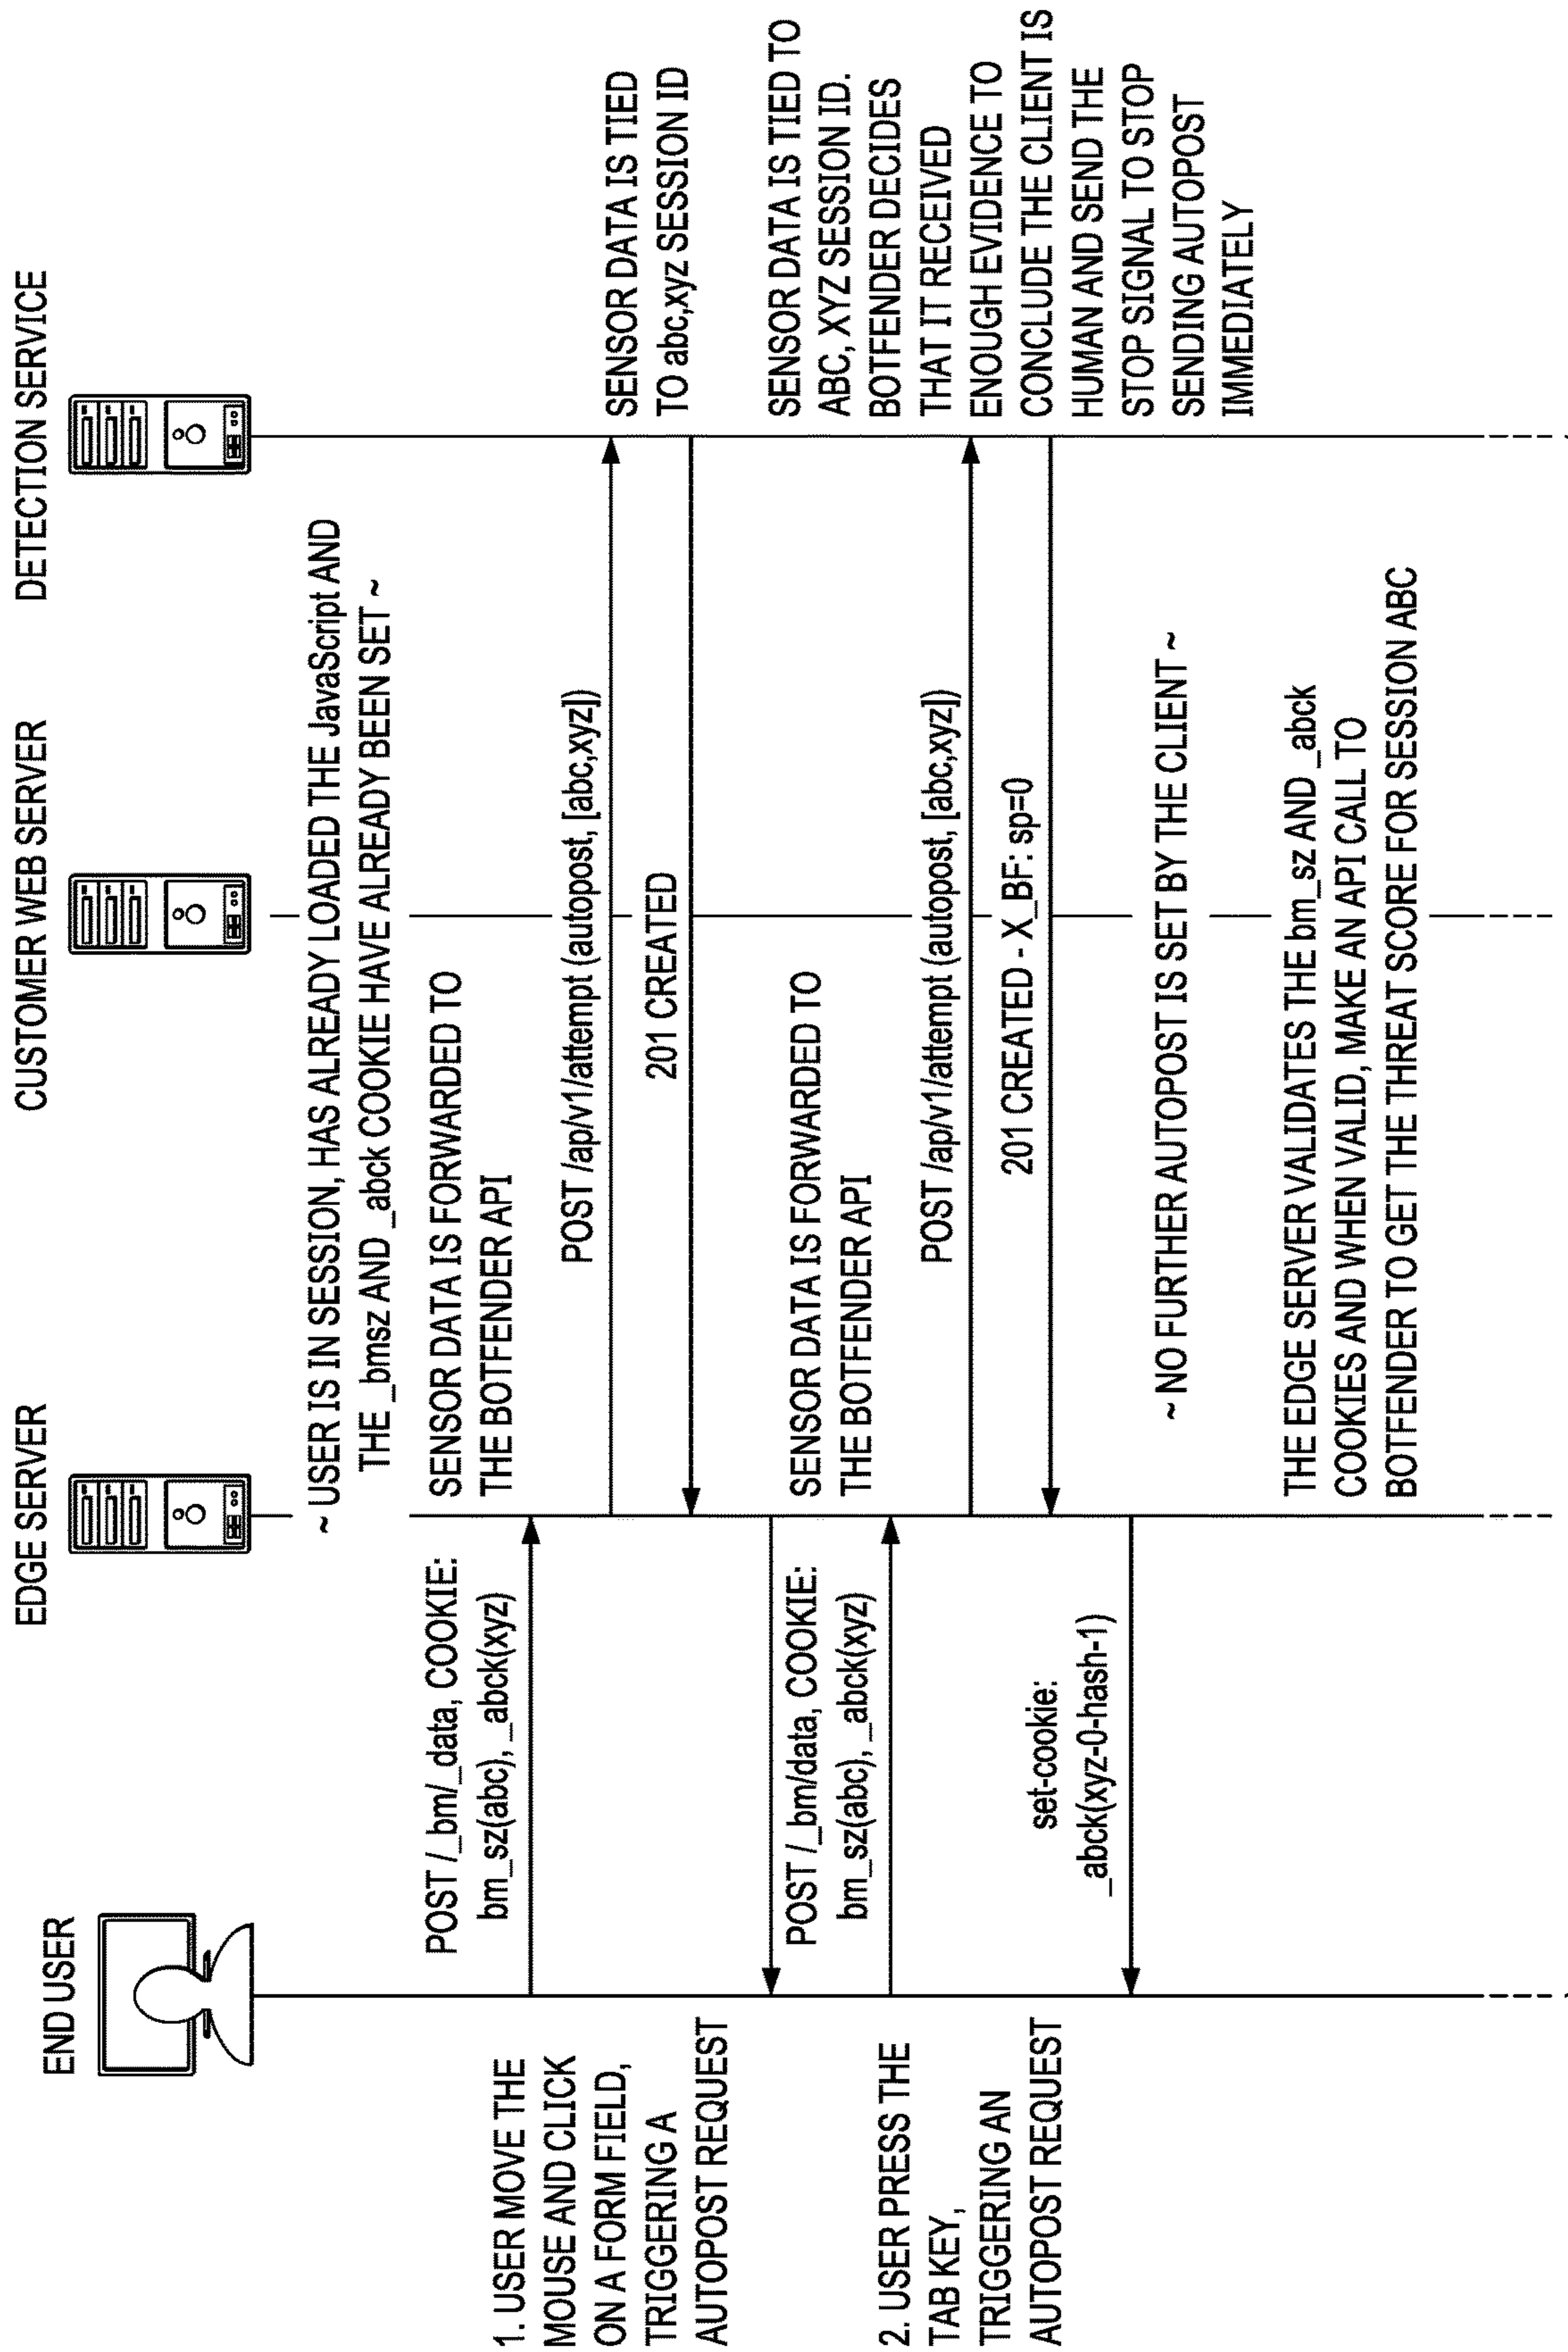 END USER
EDGE SERVER
CUSTOMER WEB SERVER
DETECTION SERVICE
~ USER IS IN SESSION, HAS ALREADY LOADED THE JavaScript AND
THE _bmsz AND _abck COOKIE HAVE ALREADY BEEN SET ~
1. USER MOVE THE
MOUSE AND CLICK
ON A FORM FIELD,
TRIGGERING A
AUTOPOST REQUEST
POST /_bm/_data, COOKIE:
bm_sz(abc), _abck(xyz)
SENSOR DATA IS FORWARDED TO
THE BOTFENDER API
POST /ap/v1/attempt (autopost, [abc,xyz])
201 CREATED
SENSOR DATA IS TIED
TO abc,xyz SESSION ID
2. USER PRESS THE
TAB KEY,
TRIGGERING AN
AUTOPOST REQUEST
POST /_bm/data, COOKIE:
bm_sz(abc), _abck(xyz)
SENSOR DATA IS FORWARDED TO
THE BOTFENDER API
POST /ap/v1/attempt (autopost, [abc,xyz])
201 CREATED - X_BF: sp=0
SENSOR DATA IS TIED TO
ABC, XYZ SESSION ID.
BOTFENDER DECIDES
THAT IT RECEIVED
ENOUGH EVIDENCE TO
CONCLUDE THE CLIENT IS
HUMAN AND SEND THE
STOP SIGNAL TO STOP
SENDING AUTOPOST
IMMEDIATELY
set-cookie:
_abck(xyz-0-hash-1)
~ NO FURTHER AUTOPOST IS SET BY THE CLIENT ~
THE EDGE SERVER VALIDATES THE bm_sz AND _abck
COOKIES AND WHEN VALID, MAKE AN API CALL TO
BOTFENDER TO GET THE THREAT SCORE FOR SESSION ABC